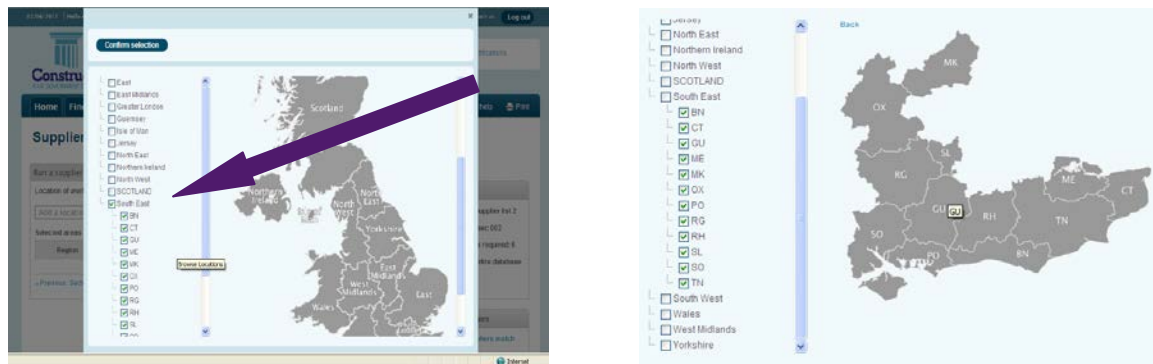 Log out
Confirm selection
Constru
Home
Print
Supplier
East
East Midlands
Greater London
Guernsey
Isle of Man
Jersey
North East
Northern Ireland
North West
SCOTLAND
South East
BN
CT
GU
ME
MK
OX
PO
RG
RH
SL
Browse Locations
Scotland
Northern Ireland
North West
North East
Yorkshire
East Midlands
West Midlands
East
Wales
Region
Internet
Jersey
North East
Northern Ireland
North West
SCOTLAND
South East
BN
CT
GU
ME
MK
OX
PO
RG
RH
SL
SO
TN
South West
Wales
West Midlands
Yorkshire
Back
MK
OX
SL
RG
ME
CT
GU
GU
RH
TN
SO
PO
BN